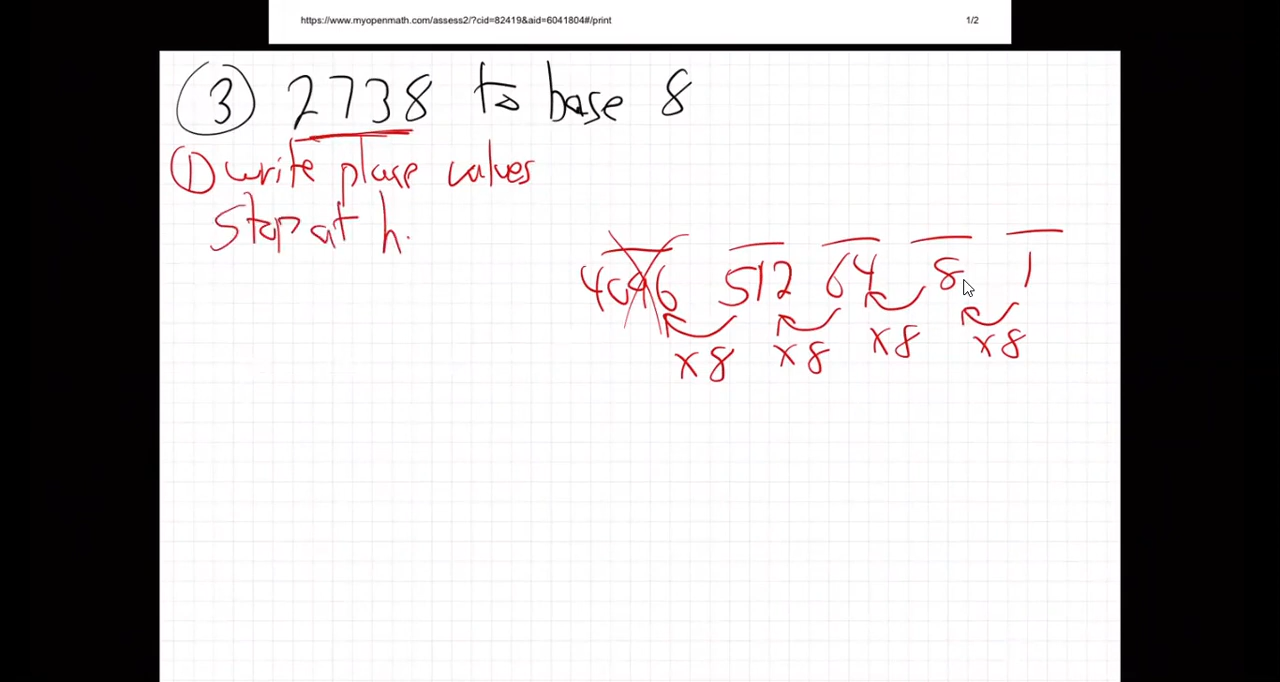 https://www.myopenmath.com/assess2/?cid=82419&aid=6041804#/print 1/2
3 2738 to base 8
1) write place values
Stop at h.
4096 512 64 8 1
x8 x8 x8 x8